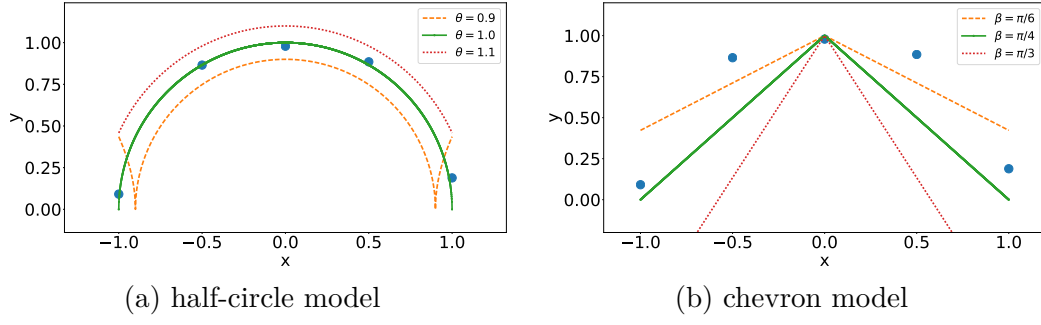 θ = 0.9
θ = 1.0
θ = 1.1
1.00
0.75
0.50
0.25
0.00
y
−1.0 −0.5 0.0 0.5 1.0
x
(a) half-circle model
β = π/6
β = π/4
β = π/3
1.00
0.75
0.50
0.25
0.00
y
−1.0 −0.5 0.0 0.5 1.0
x
(b) chevron model